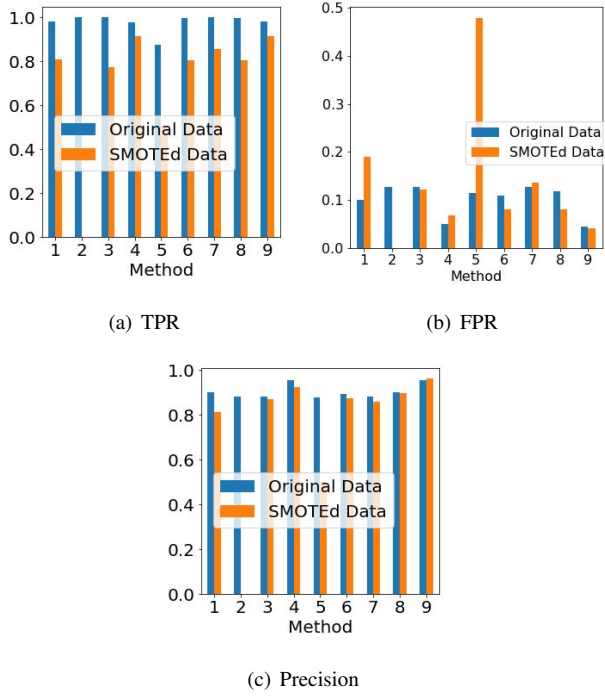 1.0
0.8
0.6
0.4
0.2
0.0
Original Data
SMOTEd Data
1 2 3 4 5 6 7 8 9
Method
(a) TPR
0.5
0.4
0.3
0.2
0.1
0.0
Original Data
SMOTEd Data
1 2 3 4 5 6 7 8 9
Method
(b) FPR
1.0
0.8
0.6
0.4
0.2
0.0
Original Data
SMOTEd Data
1 2 3 4 5 6 7 8 9
Method
(c) Precision